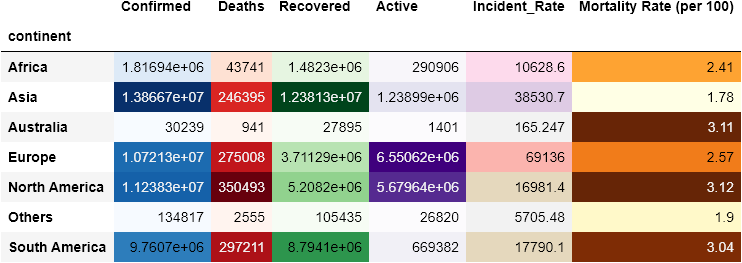 Confirmed Deaths Recovered Active Incident_Rate Mortality Rate (per 100)
continent
Africa 1.81694e+06 43741 1.4823e+06 290906 10628.6 2.41
Asia 1.38667e+07 246395 1.23813e+07 1.23899e+06 38530.7 1.78
Australia 30239 941 27895 1401 165.247 3.11
Europe 1.07213e+07 275008 3.71129e+06 6.55062e+06 69136 2.57
North America 1.12383e+07 350493 5.2082e+06 5.67964e+06 16981.4 3.12
Others 134817 2555 105435 26820 5705.48 1.9
South America 9.7607e+06 297211 8.7941e+06 669382 17790.1 3.04